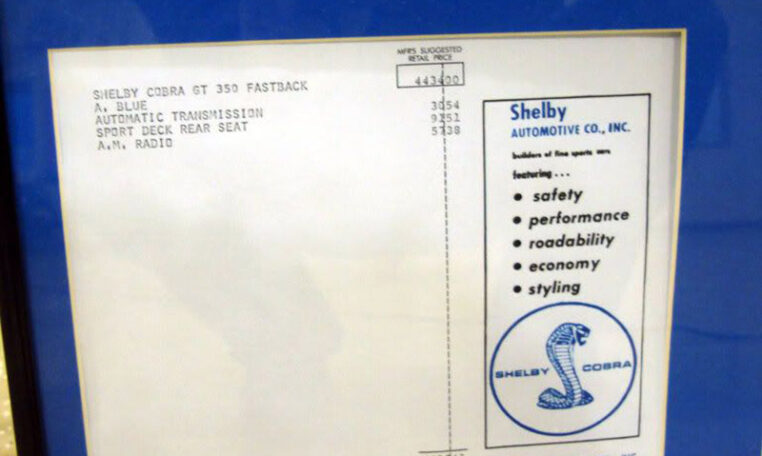 MFRS SUGGESTED
RETAIL PRICE
SHELBY COBRA GT 350 FASTBACK 443400
A. BLUE
AUTOMATIC TRANSMISSION 3054
SPORT DECK REAR SEAT 9251
A.M. RADIO 5738
Shelby
AUTOMOTIVE CO., INC.
builders of fine sports cars
featuring...
• safety
• performance
• roadability
• economy
• styling
SHELBY COBRA